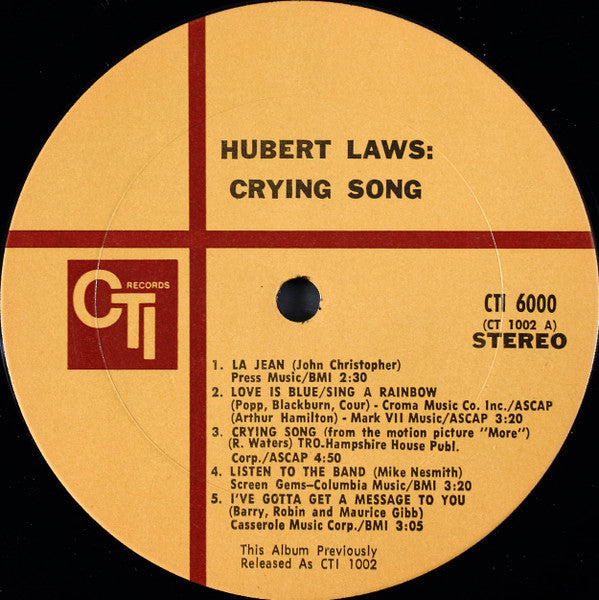 HUBERT LAWS:
CRYING SONG
CTI RECORDS
CTI 6000
(CT 1002 A)
STEREO
1. LA JEAN (John Christopher)
Press Music/BMI 2:30
2. LOVE IS BLUE/SING A RAINBOW
(Popp, Blackburn, Cour) - Croma Music Co. Inc./ASCAP
(Arthur Hamilton) - Mark VII Music/ASCAP 3:20
3. CRYING SONG (from the motion picture "More")
(R. Waters) TRO-Hampshire House Publ.
Corp./ASCAP 4:50
4. LISTEN TO THE BAND (Mike Nesmith)
Screen Gems-Columbia Music/BMI 3:20
5. I'VE GOTTA GET A MESSAGE TO YOU
(Barry, Robin and Maurice Gibb)
Casserole Music Corp./BMI 3:05
This Album Previously
Released As CTI 1002